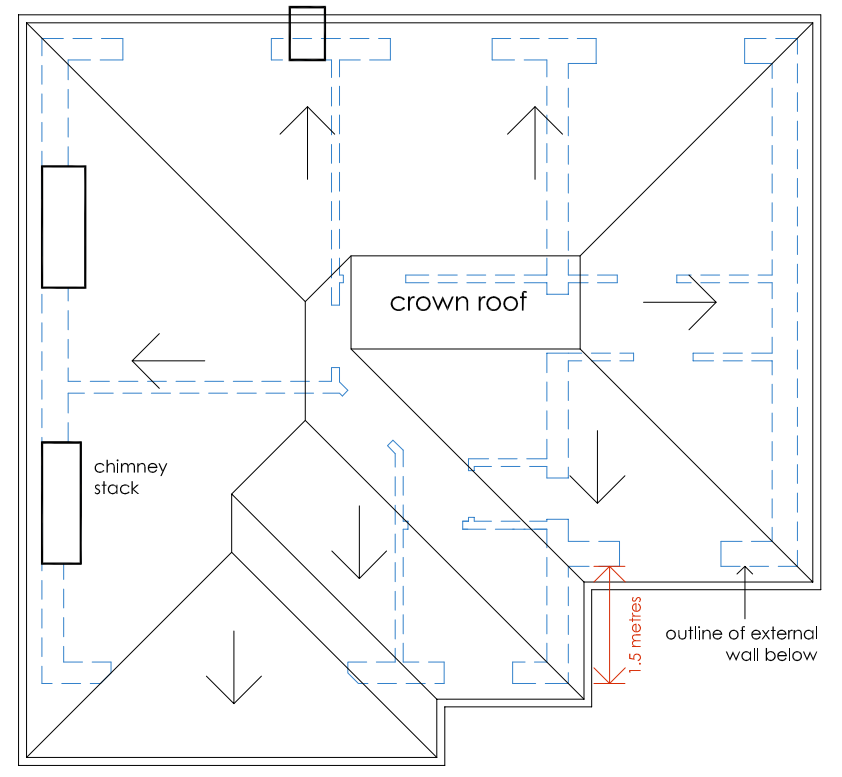 crown roof
chimney
stack
1.5 metres
outline of external
wall below